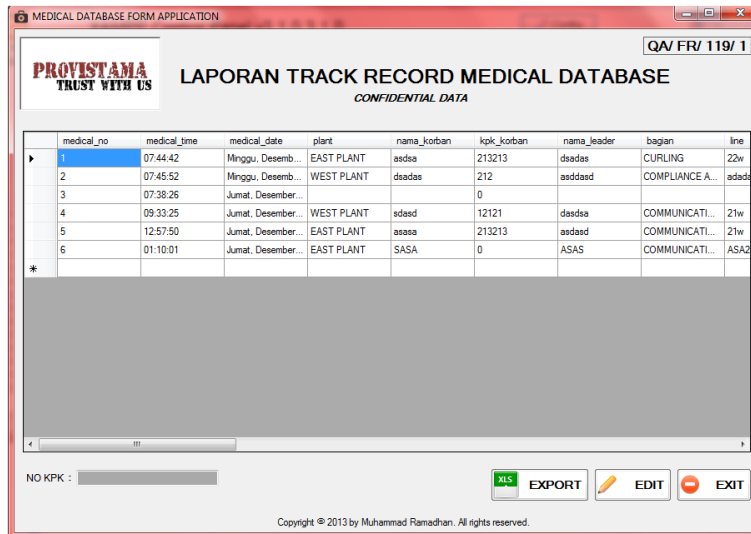 MEDICAL DATABASE FORM APPLICATION
QA/ FR/ 119/ 1
PROVISTAMA
TRUST WITH US
LAPORAN TRACK RECORD MEDICAL DATABASE
CONFIDENTIAL DATA
medical_no medical_time medical_date plant nama_korban kpk_korban nama_leader bagian line
1 07:44:42 Minggu, Desemb... EAST PLANT asdsa 213213 dsadas CURLING 22w
2 07:45:52 Minggu, Desemb... WEST PLANT dsadas 212 asddasd COMPLIANCE A... adada
3 07:38:26 Jumat, Desember... 0
4 09:33:25 Jumat, Desember... WEST PLANT sdasd 12121 dasdsa COMMUNICATI... 21w
5 12:57:50 Jumat, Desember... EAST PLANT asasa 213213 asdasd COMMUNICATI... 21w
6 01:10:01 Jumat, Desember... EAST PLANT SASA 0 ASAS COMMUNICATI... ASA2
NO KPK :
XLS EXPORT EDIT EXIT
Copyright © 2013 by Muhammad Ramadhan. All rights reserved.